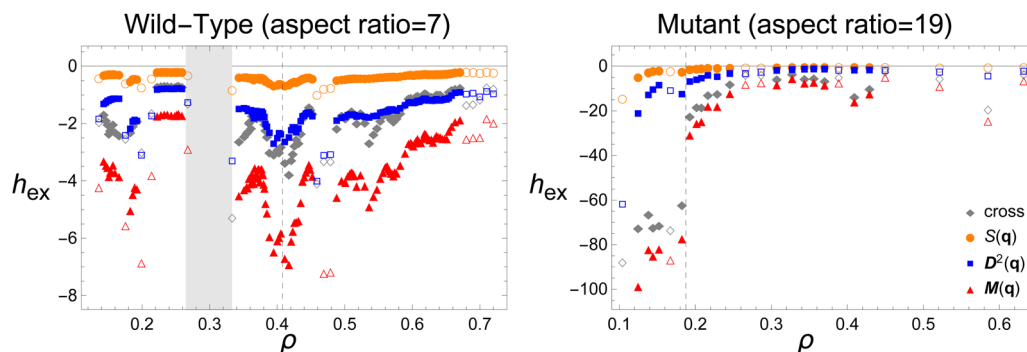 Wild-Type (aspect ratio=7)
0
-2
-4
-6
-8
h_ex
0.2 0.3 0.4 0.5 0.6 0.7
ρ
Mutant (aspect ratio=19)
0
-20
-40
-60
-80
-100
h_ex
0.1 0.2 0.3 0.4 0.5 0.6
ρ
cross
S(q)
D²(q)
M(q)